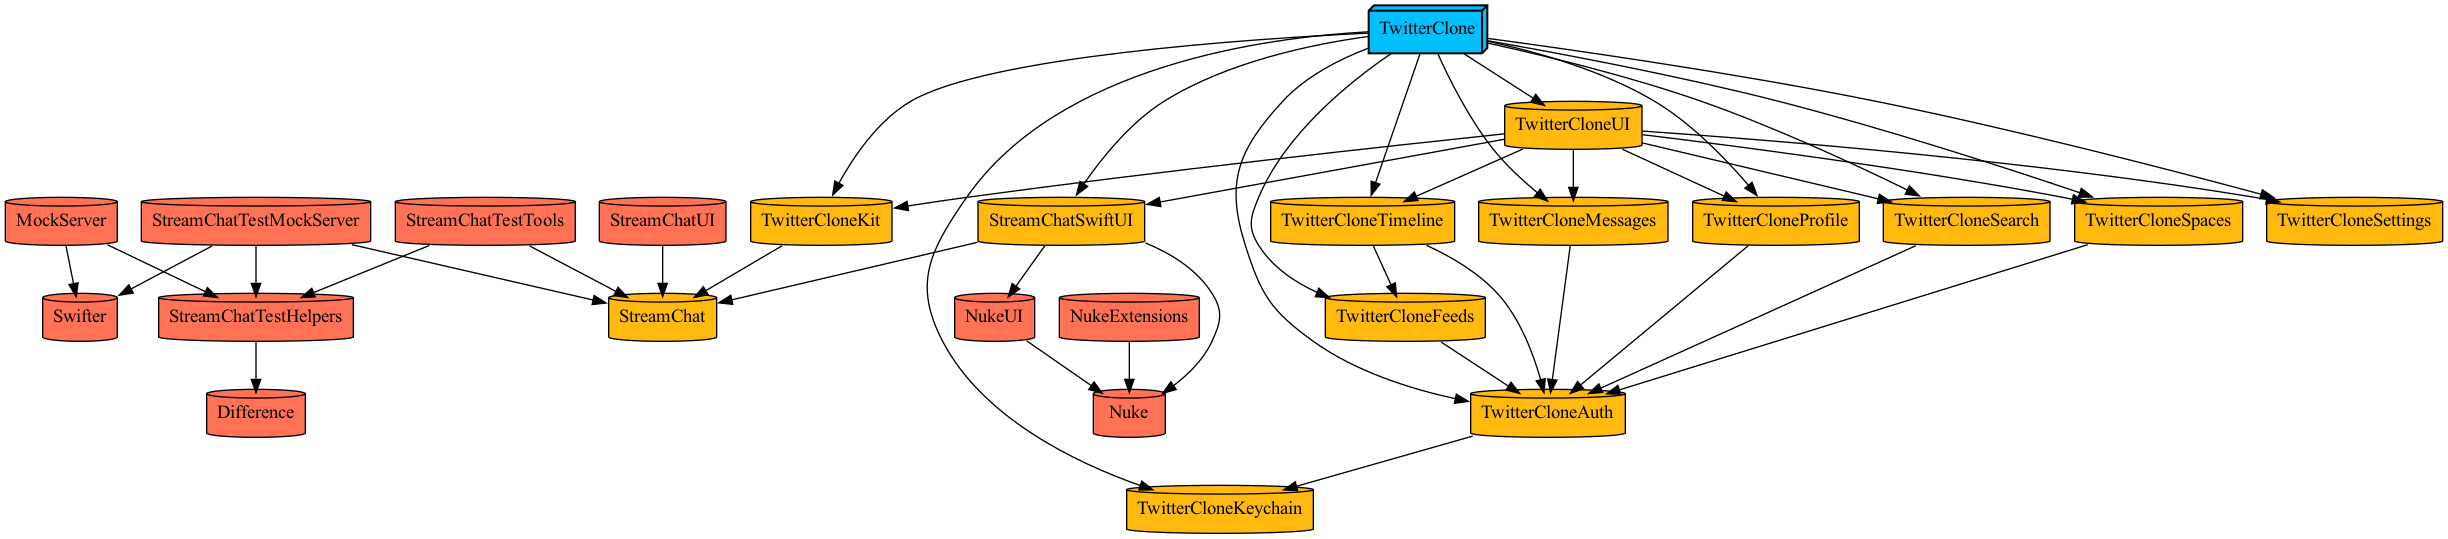 TwitterClone
TwitterCloneUI
MockServer
StreamChatTestMockServer
StreamChatTestTools
StreamChatUI
TwitterCloneKit
StreamChatSwiftUI
TwitterCloneTimeline
TwitterCloneMessages
TwitterCloneProfile
TwitterCloneSearch
TwitterCloneSpaces
TwitterCloneSettings
Swifter
StreamChatTestHelpers
StreamChat
NukeUI
NukeExtensions
TwitterCloneFeeds
Difference
Nuke
TwitterCloneAuth
TwitterCloneKeychain